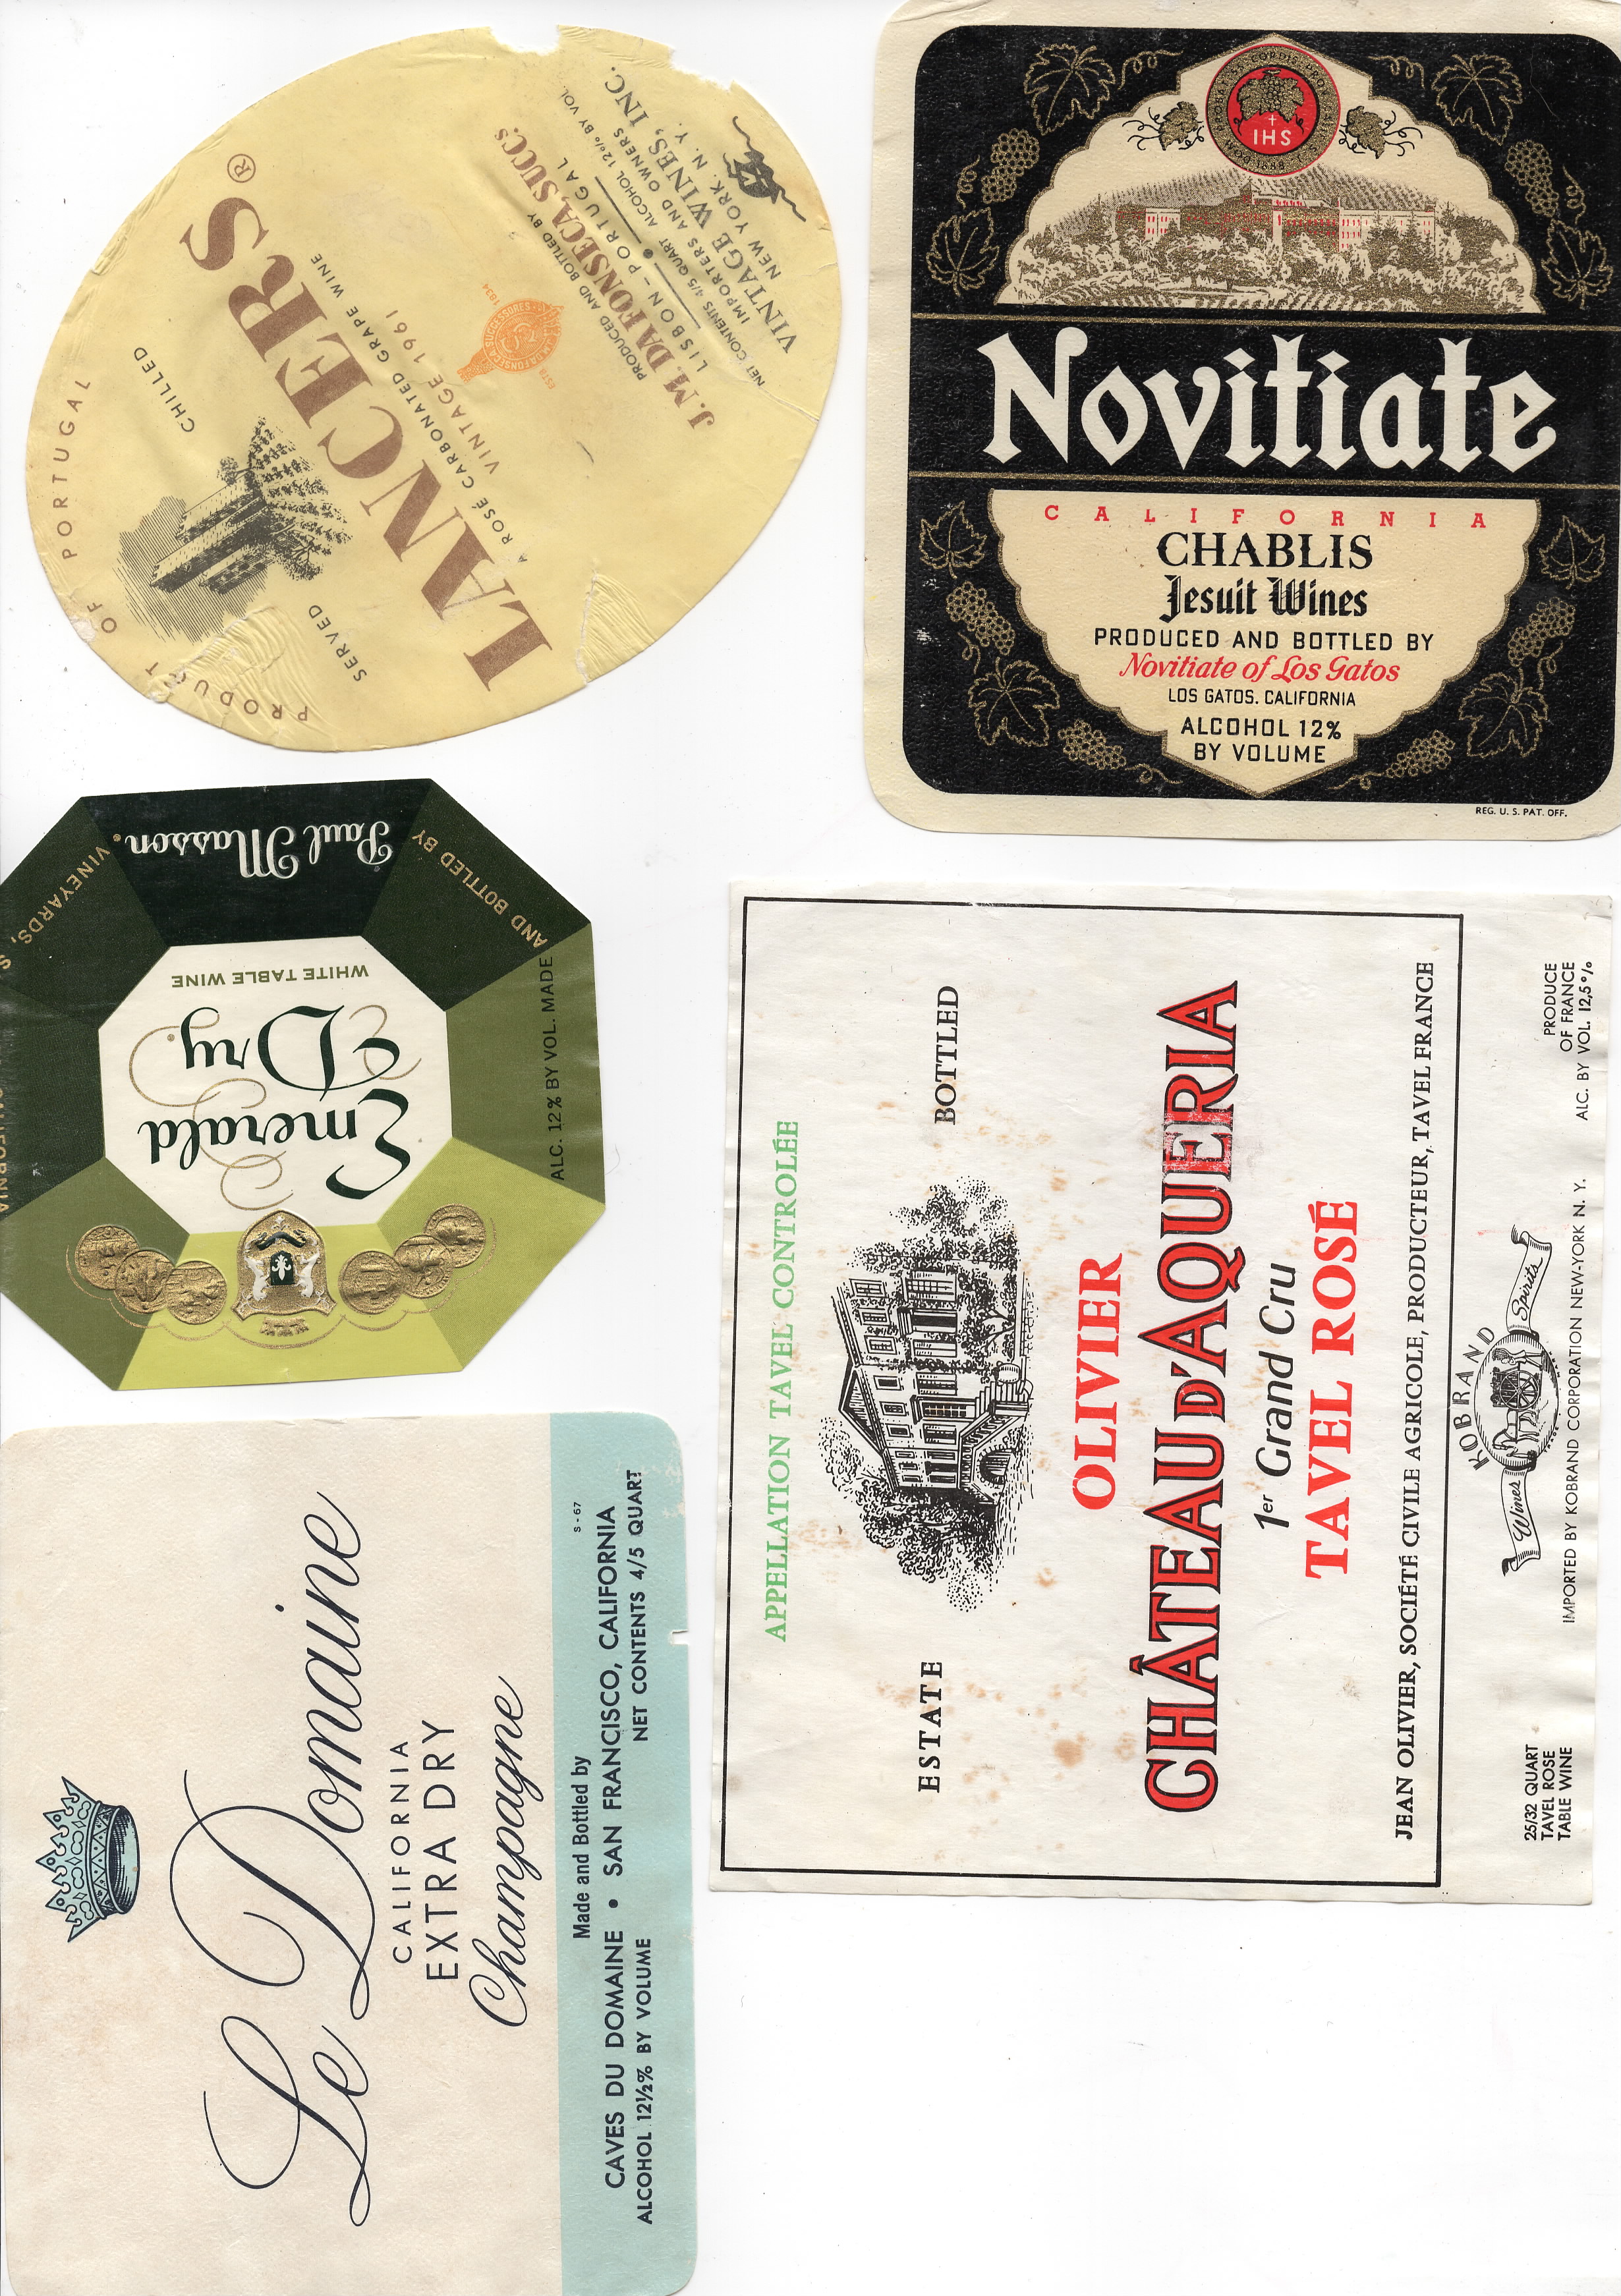 PRODUCT OF PORTUGAL
SERVED CHILLED
LANCERS ®
A ROSÉ CARBONATED GRAPE WINE
VINTAGE 1961
J.M. DA FONSECA SUCCESSORES
ESTB 1834
PRODUCED AND BOTTLED BY
J.M. DA FONSECA, SUCCS.
LISBON - PORTUGAL
NET CONTENTS 4/5 QUART • ALCOHOL 12% BY VOL.
IMPORTERS AND OWNERS
VINTAGE WINES, INC.
NEW YORK, N. Y.
IHS
Novitiate
CALIFORNIA
CHABLIS
Jesuit Wines
PRODUCED AND BOTTLED BY
Novitiate of Los Gatos
LOS GATOS. CALIFORNIA
ALCOHOL 12%
BY VOLUME
REG. U. S. PAT. OFF.
Emerald
Dry.
WHITE TABLE WINE
ALC. 12% BY VOL. MADE
AND BOTTLED BY
Paul Masson
VINEYARDS,
APPELLATION TAVEL CONTROLÉE
ESTATE BOTTLED
OLIVIER
CHÂTEAU D'AQUERIA
1er Grand Cru
TAVEL ROSÉ
JEAN OLIVIER, SOCIÉTÉ CIVILE AGRICOLE, PRODUCTEUR, TAVEL FRANCE
KOBRAND
Wines Spirits
25/32 QUART
TAVEL ROSE
TABLE WINE
IMPORTED BY KOBRAND CORPORATION NEW-YORK N. Y.
PRODUCE
OF FRANCE
ALC. BY VOL. 12,5%
Le Domaine
CALIFORNIA
EXTRA DRY
Champagne
S-67
Made and Bottled by
CAVES DU DOMAINE • SAN FRANCISCO, CALIFORNIA
ALCOHOL 12½% BY VOLUME NET CONTENTS 4/5 QUART